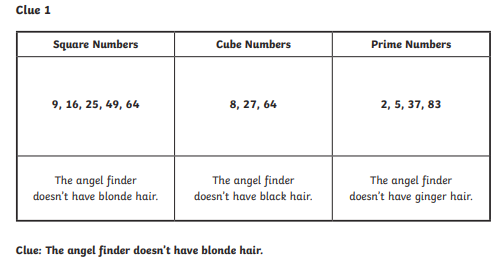 Clue 1
Square Numbers
Cube Numbers
Prime Numbers
9, 16, 25, 49, 64
8, 27, 64
2, 5, 37, 83
The angel finder
doesn't have blonde hair.
The angel finder
doesn't have black hair.
The angel finder
doesn't have ginger hair.
Clue: The angel finder doesn't have blonde hair.